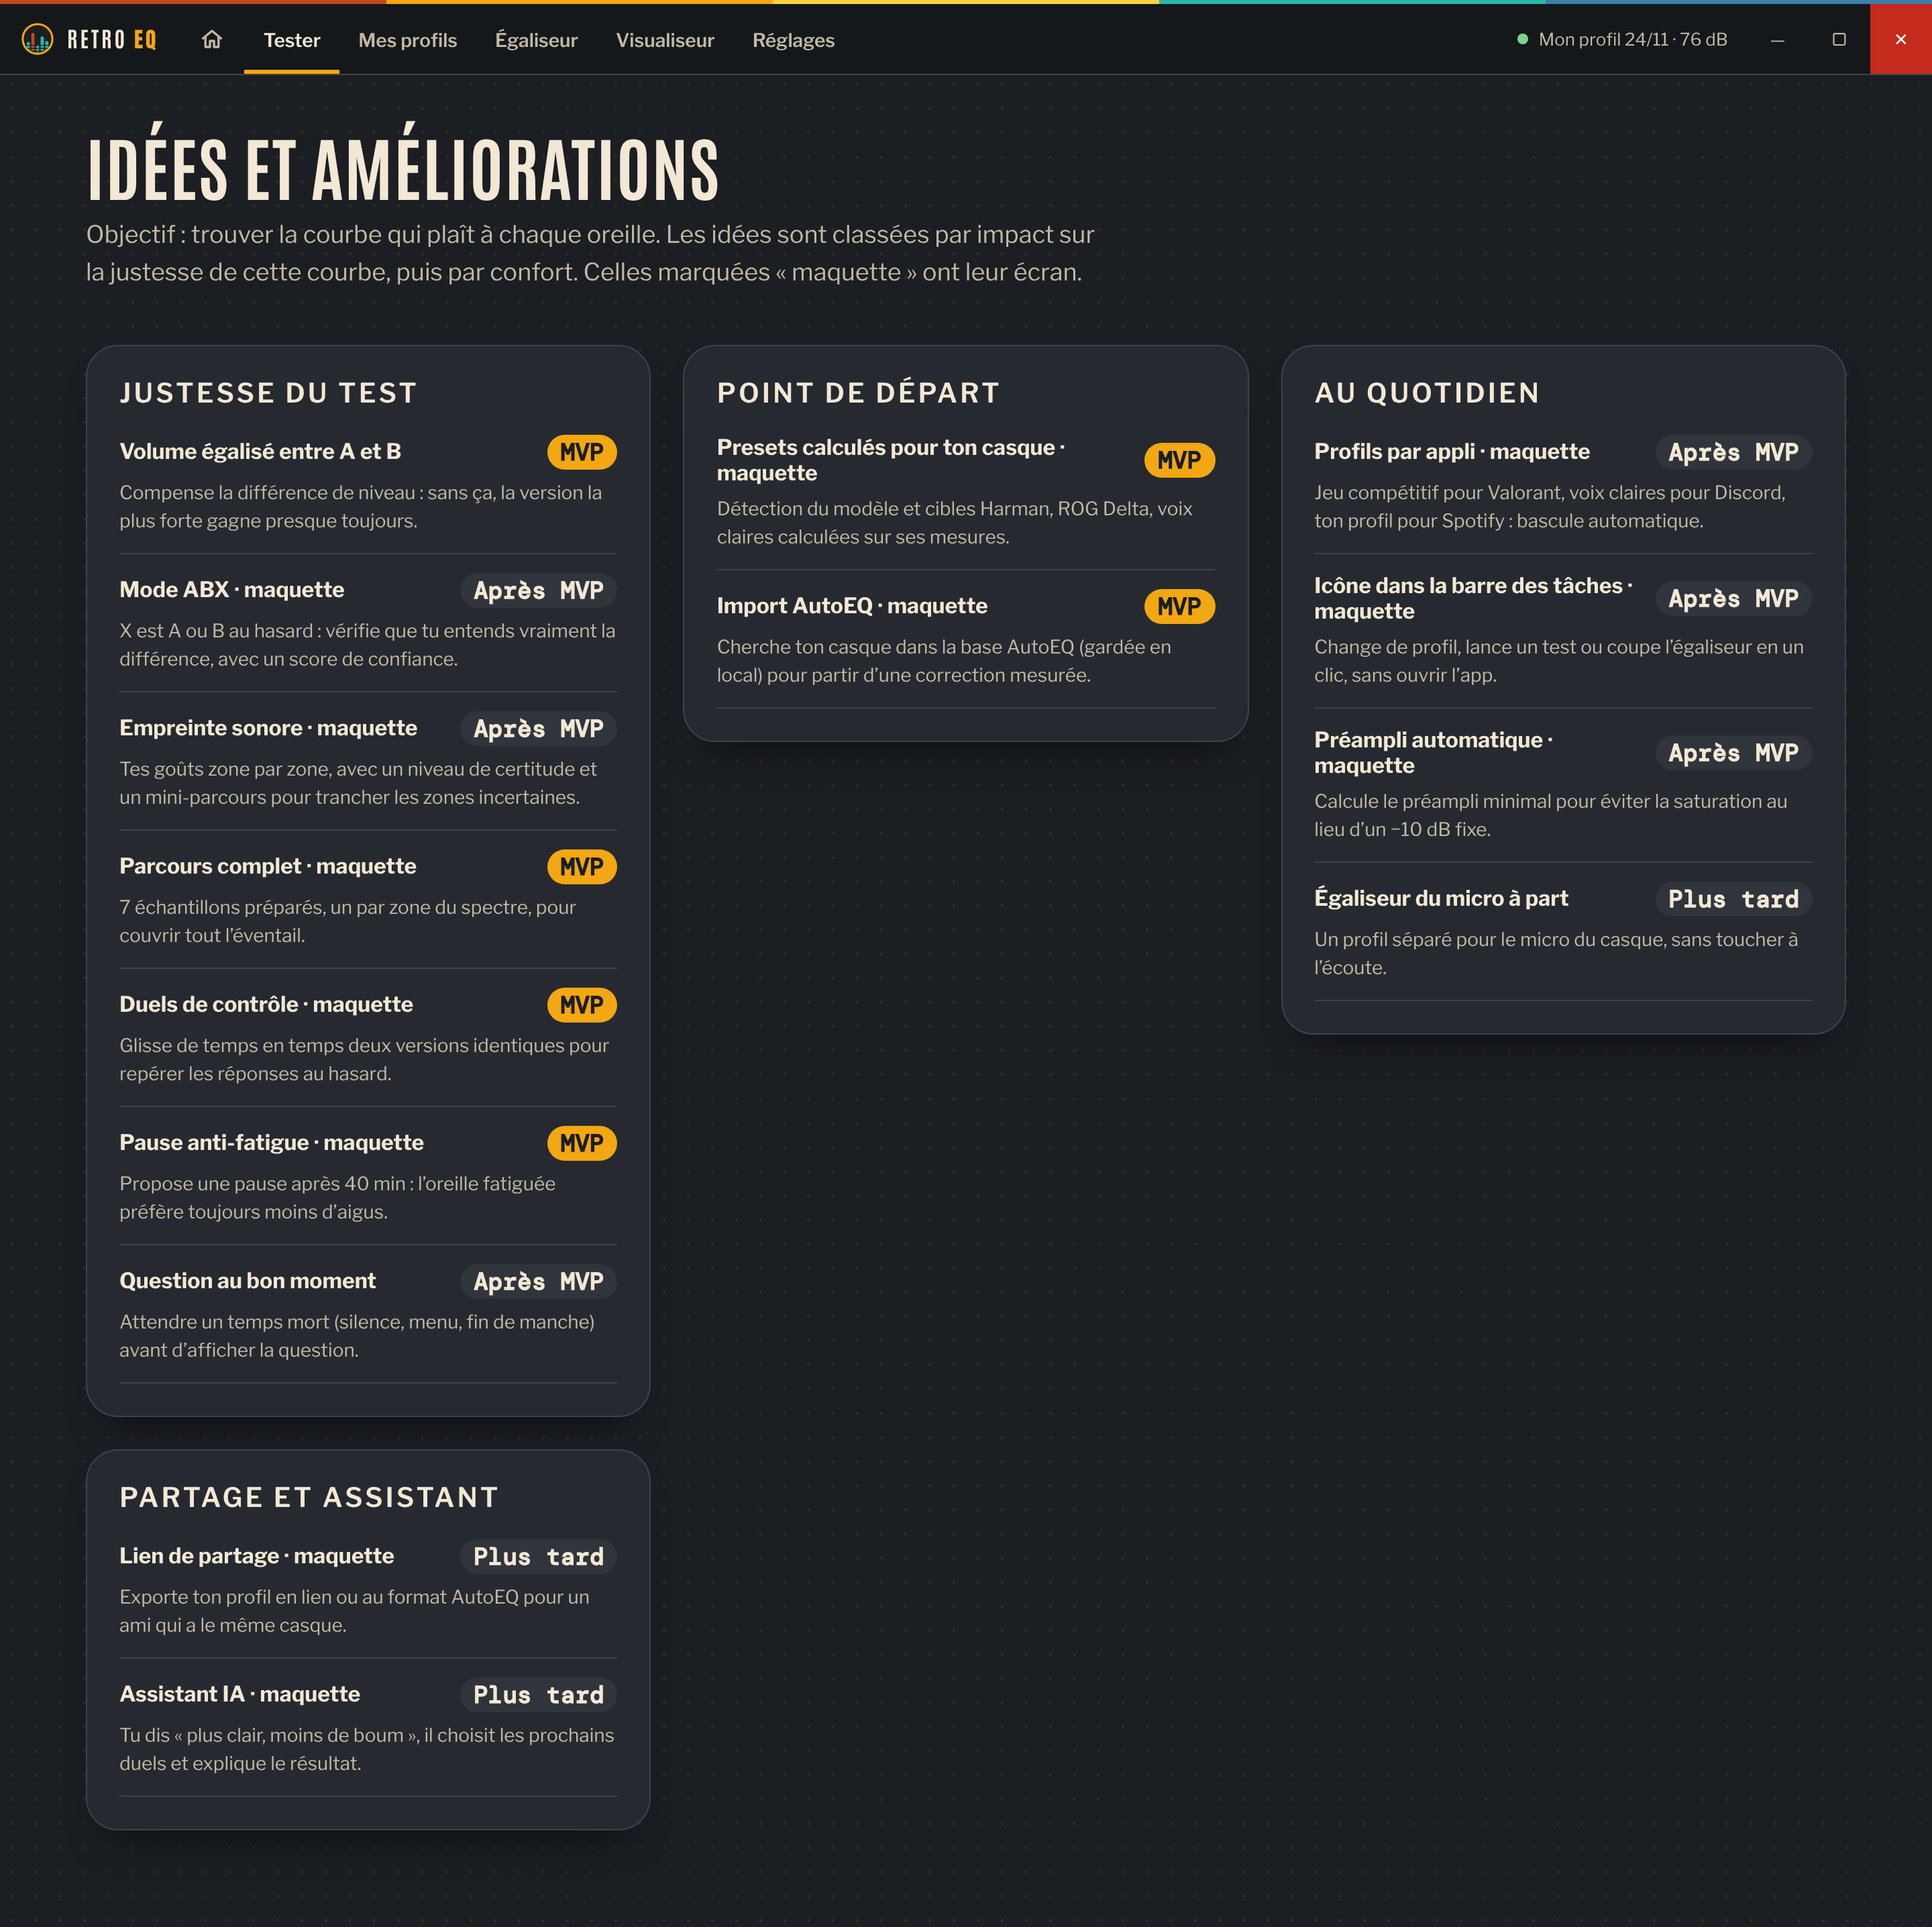 RETRO EQ
Tester
Mes profils
Égaliseur
Visualiseur
Réglages
Mon profil 24/11 · 76 dB
IDÉES ET AMÉLIORATIONS
Objectif : trouver la courbe qui plaît à chaque oreille. Les idées sont classées par impact sur
la justesse de cette courbe, puis par confort. Celles marquées « maquette » ont leur écran.
JUSTESSE DU TEST
Volume égalisé entre A et B
MVP
Compense la différence de niveau : sans ça, la version la
plus forte gagne presque toujours.
Mode ABX · maquette
Après MVP
X est A ou B au hasard : vérifie que tu entends vraiment la
différence, avec un score de confiance.
Empreinte sonore · maquette
Après MVP
Tes goûts zone par zone, avec un niveau de certitude et
un mini-parcours pour trancher les zones incertaines.
Parcours complet · maquette
MVP
7 échantillons préparés, un par zone du spectre, pour
couvrir tout l’éventail.
Duels de contrôle · maquette
MVP
Glisse de temps en temps deux versions identiques pour
repérer les réponses au hasard.
Pause anti-fatigue · maquette
MVP
Propose une pause après 40 min : l’oreille fatiguée
préfère toujours moins d’aigus.
Question au bon moment
Après MVP
Attendre un temps mort (silence, menu, fin de manche)
avant d’afficher la question.
POINT DE DÉPART
Presets calculés pour ton casque ·
maquette
MVP
Détection du modèle et cibles Harman, ROG Delta, voix
claires calculées sur ses mesures.
Import AutoEQ · maquette
MVP
Cherche ton casque dans la base AutoEQ (gardée en
local) pour partir d’une correction mesurée.
AU QUOTIDIEN
Profils par appli · maquette
Après MVP
Jeu compétitif pour Valorant, voix claires pour Discord,
ton profil pour Spotify : bascule automatique.
Icône dans la barre des tâches ·
maquette
Après MVP
Change de profil, lance un test ou coupe l’égaliseur en un
clic, sans ouvrir l’app.
Préampli automatique ·
maquette
Après MVP
Calcule le préampli minimal pour éviter la saturation au
lieu d’un −10 dB fixe.
Égaliseur du micro à part
Plus tard
Un profil séparé pour le micro du casque, sans toucher à
l’écoute.
PARTAGE ET ASSISTANT
Lien de partage · maquette
Plus tard
Exporte ton profil en lien ou au format AutoEQ pour un
ami qui a le même casque.
Assistant IA · maquette
Plus tard
Tu dis « plus clair, moins de boum », il choisit les prochains
duels et explique le résultat.